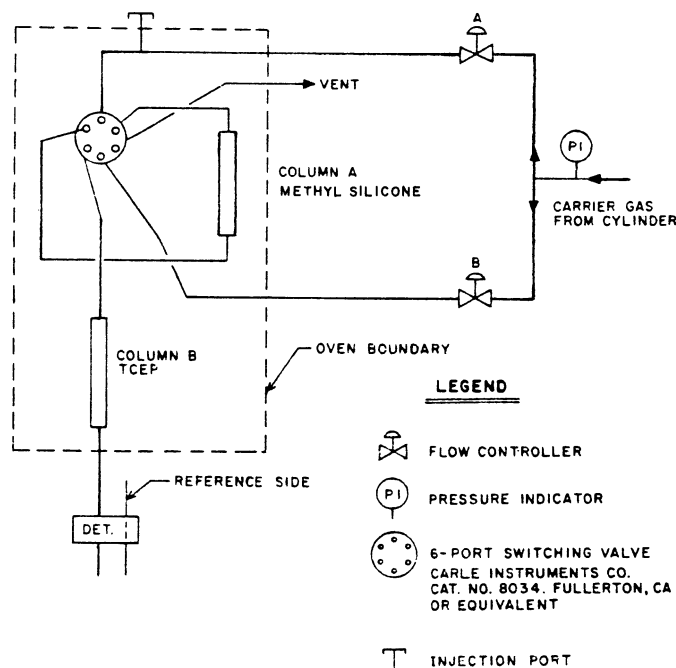 A
VENT
PI
COLUMN A
METHYL SILICONE
CARRIER GAS
FROM CYLINDER
B
COLUMN B
TCEP
OVEN BOUNDARY
LEGEND
REFERENCE SIDE
DET.
FLOW CONTROLLER
PI
PRESSURE INDICATOR
6-PORT SWITCHING VALVE
CARLE INSTRUMENTS CO.
CAT. NO. 8034. FULLERTON, CA
OR EQUIVALENT
INJECTION PORT